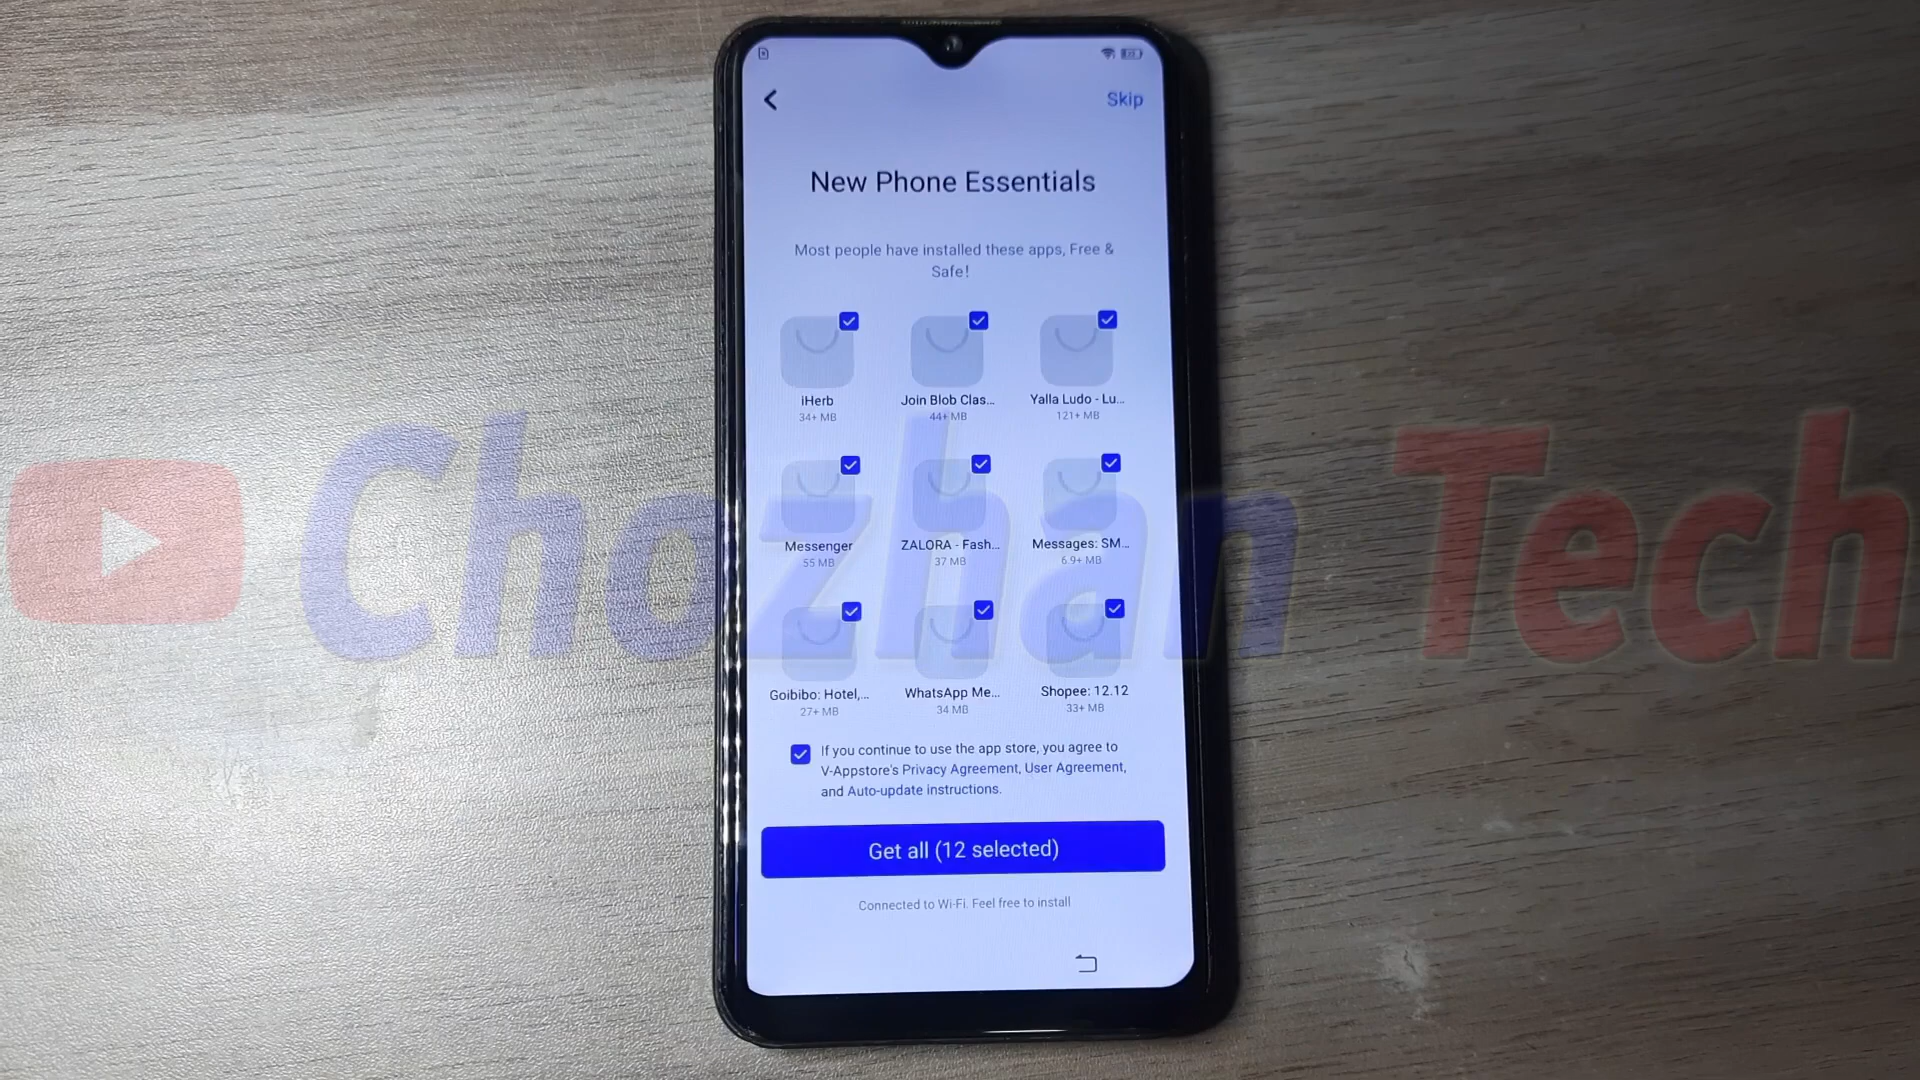 Skip
New Phone Essentials
Most people have installed these apps, Free &
Safe!
iHerb
34+ MB
Join Blob Clas...
44+ MB
Yalla Ludo - Lu...
121+ MB
Messenger
55 MB
ZALORA - Fash...
37 MB
Messages: SM...
6.9+ MB
Goibibo: Hotel,...
27+ MB
WhatsApp Me...
34 MB
Shopee: 12.12
33+ MB
If you continue to use the app store, you agree to
V-Appstore's Privacy Agreement, User Agreement,
and Auto-update instructions.
Get all (12 selected)
Connected to Wi-Fi. Feel free to install
Chozhan Tech